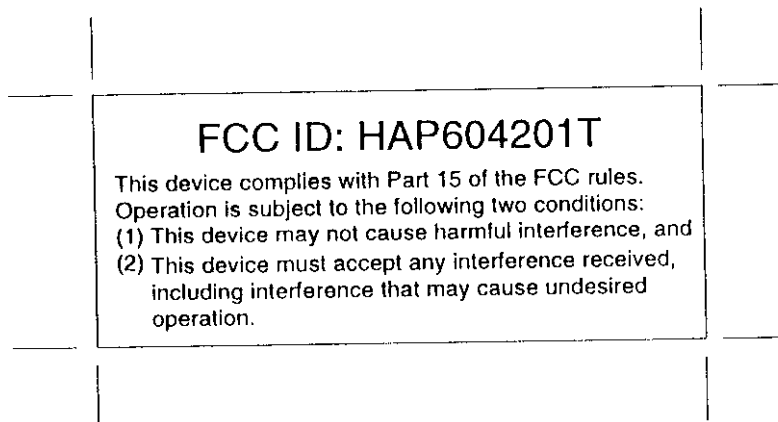 FCC ID: HAP604201T
This device complies with Part 15 of the FCC rules.
Operation is subject to the following two conditions:
(1) This device may not cause harmful interference, and
(2) This device must accept any interference received,
including interference that may cause undesired
operation.